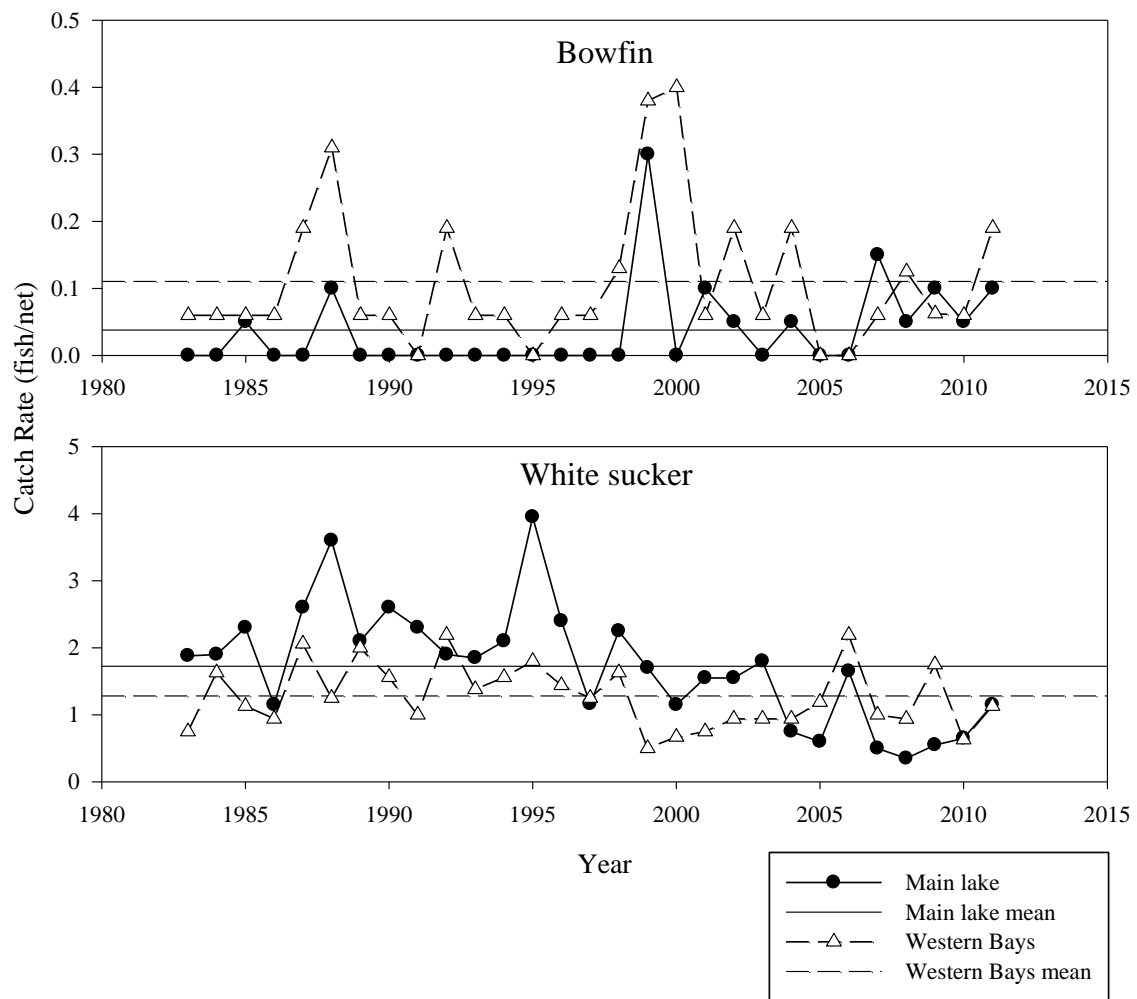 Bowfin
0.5
0.4
0.3
0.2
0.1
0.0
1980 1985 1990 1995 2000 2005 2010 2015
Catch Rate (fish/net)
White sucker
5
4
3
2
1
0
1980 1985 1990 1995 2000 2005 2010 2015
Year
Main lake
Main lake mean
Western Bays
Western Bays mean